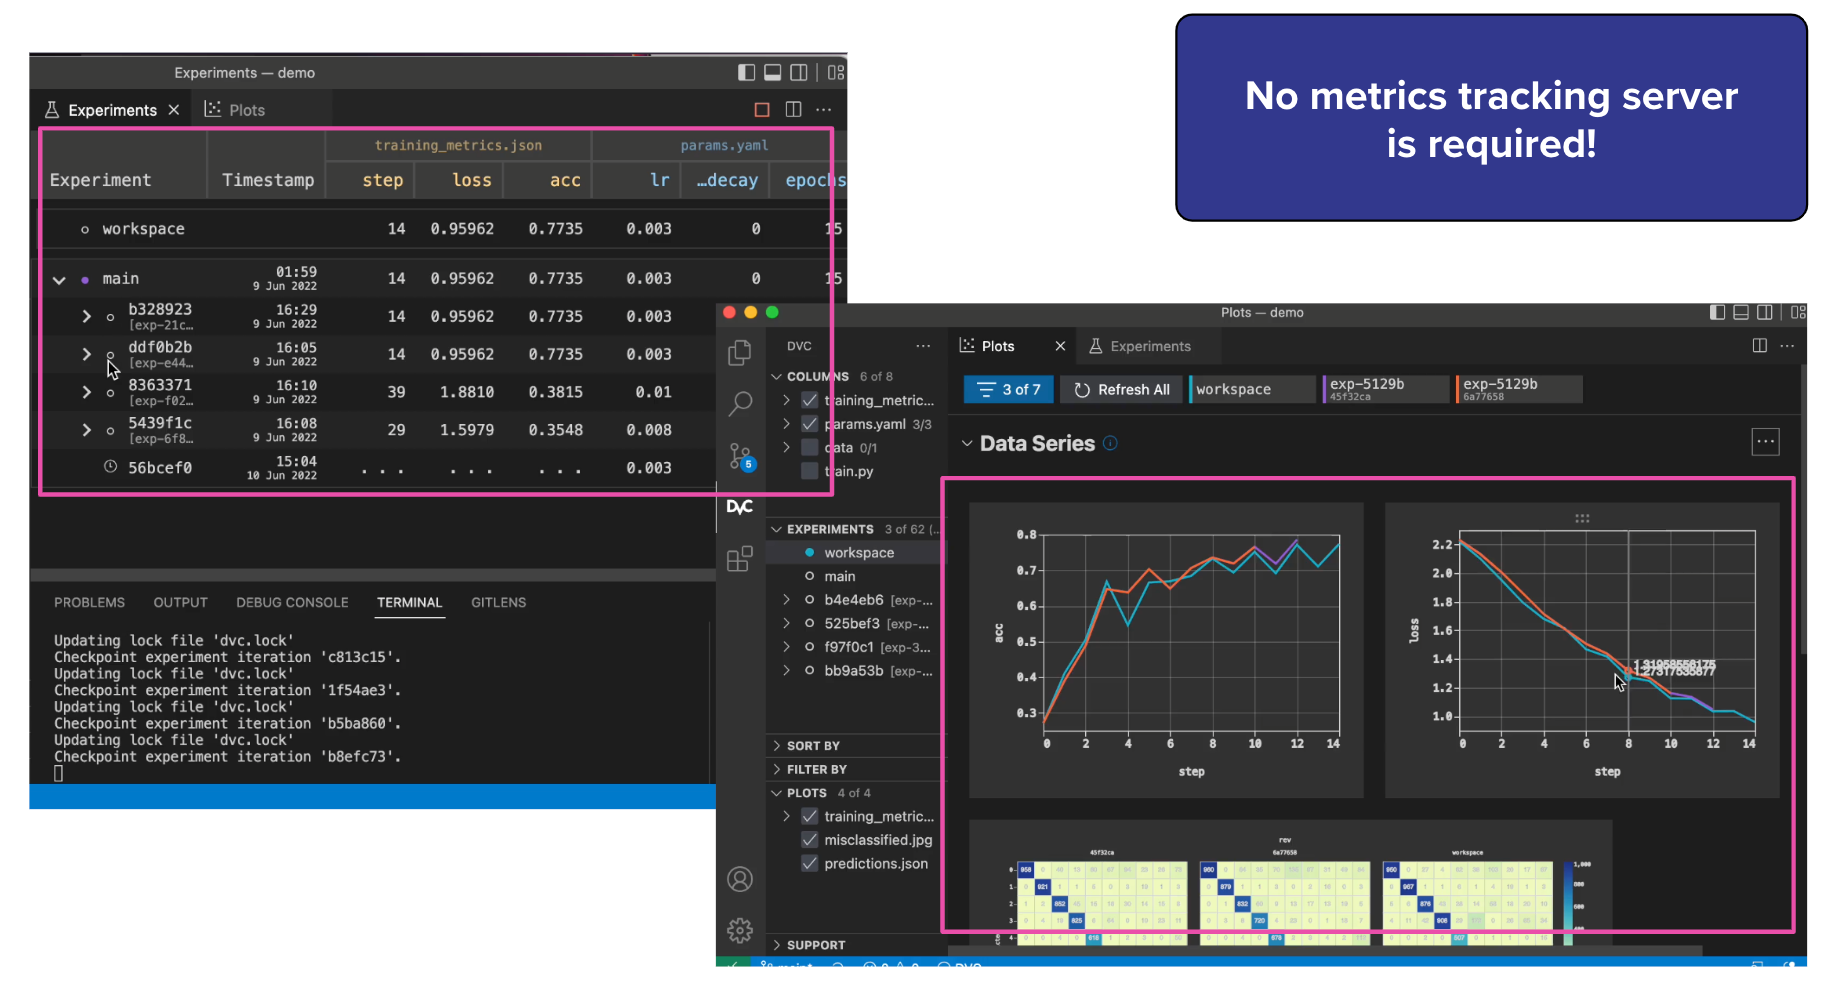 No metrics tracking server
is required!
Experiments — demo
Experiments
Plots
training_metrics.json params.yaml
Experiment Timestamp step loss acc lr …decay epochs
workspace 14 0.95962 0.7735 0.003 0 15
main 01:59 9 Jun 2022 14 0.95962 0.7735 0.003 0 15
b328923 [exp-21c… 16:29 9 Jun 2022 14 0.95962 0.7735 0.003
ddf0b2b [exp-e44… 16:05 9 Jun 2022 14 0.95962 0.7735 0.003
8363371 [exp-f02… 16:10 9 Jun 2022 39 1.8810 0.3815 0.01
5439f1c [exp-6f8… 16:08 9 Jun 2022 29 1.5979 0.3548 0.008
56bcef0 15:04 10 Jun 2022 . . . . . . . . . 0.003
PROBLEMS OUTPUT DEBUG CONSOLE TERMINAL GITLENS
Updating lock file 'dvc.lock'
Checkpoint experiment iteration 'c813c15'.
Updating lock file 'dvc.lock'
Checkpoint experiment iteration '1f54ae3'.
Updating lock file 'dvc.lock'
Checkpoint experiment iteration 'b5ba860'.
Updating lock file 'dvc.lock'
Checkpoint experiment iteration 'b8efc73'.
Plots — demo
DVC
COLUMNS 6 of 8
training_metric...
params.yaml 3/3
data 0/1
train.py
5
DVC
EXPERIMENTS 3 of 62 (...
workspace
main
b4e4eb6 [exp-...
525bef3 [exp-...
f97f0c1 [exp-3...
bb9a53b [exp-...
SORT BY
FILTER BY
PLOTS 4 of 4
training_metric...
misclassified.jpg
predictions.json
SUPPORT
Plots
Experiments
3 of 7
Refresh All
workspace
exp-5129b
45f32ca
exp-5129b
6a77658
Data Series
acc
0.8
0.7
0.6
0.5
0.4
0.3
0 2 4 6 8 10 12 14
step
loss
2.2
2.0
1.8
1.6
1.4
1.2
1.0
0 2 4 6 8 10 12 14
step
rev
45f32ca 6a77658 workspace